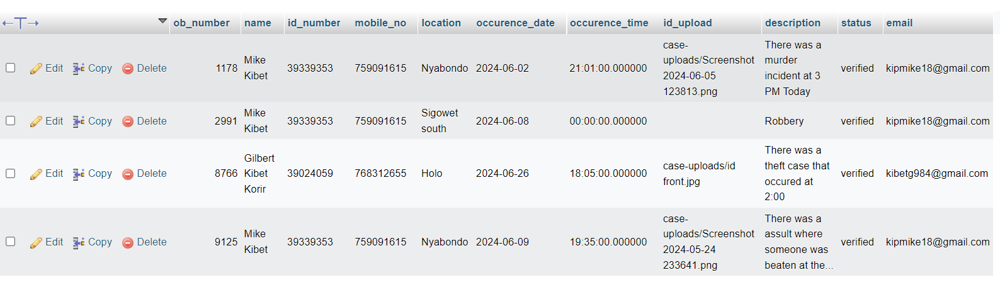 ob_number name id_number mobile_no location occurence_date occurence_time id_upload description status email
Edit Copy Delete 1178 Mike Kibet 39339353 759091615 Nyabondo 2024-06-02 21:01:00.000000 case-uploads/Screenshot 2024-06-05 123813.png There was a murder incident at 3 PM Today verified kipmike18@gmail.com
Edit Copy Delete 2991 Mike Kibet 39339353 759091615 Sigowet south 2024-06-08 00:00:00.000000 Robbery verified kipmike18@gmail.com
Edit Copy Delete 8766 Gilbert Kibet Korir 39024059 768312655 Holo 2024-06-26 18:05:00.000000 case-uploads/id front.jpg There was a theft case that occured at 2:00 verified kibetg984@gmail.com
Edit Copy Delete 9125 Mike Kibet 39339353 759091615 Nyabondo 2024-06-09 19:35:00.000000 case-uploads/Screenshot 2024-05-24 233641.png There was a assult where someone was beaten at the... verified kipmike18@gmail.com